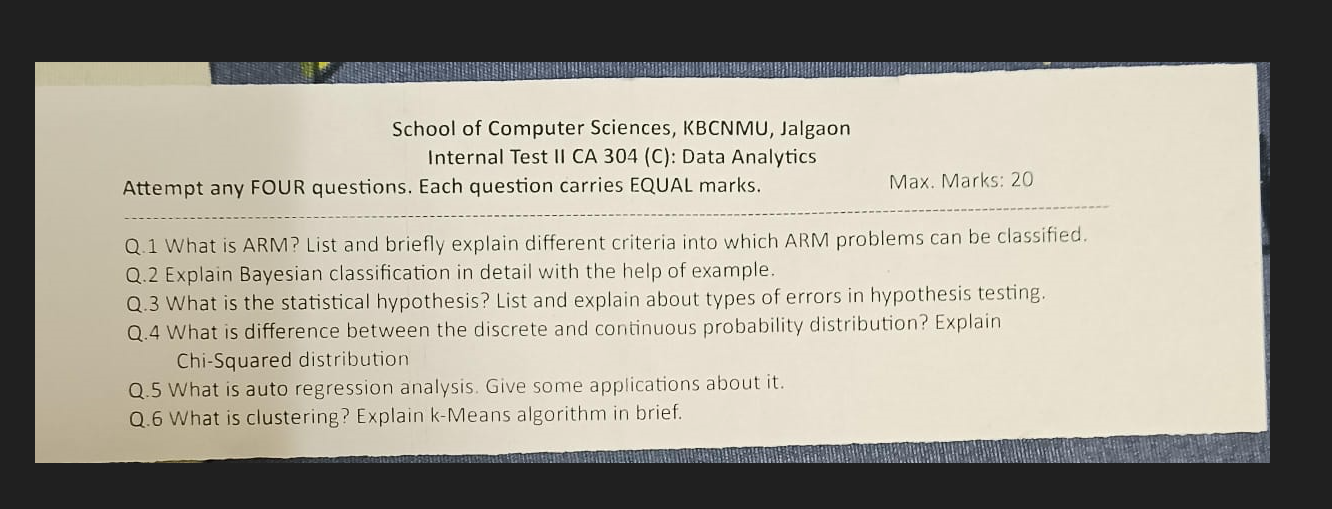 School of Computer Sciences, KBCNMU, Jalgaon
Internal Test II CA 304 (C): Data Analytics
Attempt any FOUR questions. Each question carries EQUAL marks. Max. Marks: 20
Q.1 What is ARM? List and briefly explain different criteria into which ARM problems can be classified.
Q.2 Explain Bayesian classification in detail with the help of example.
Q.3 What is the statistical hypothesis? List and explain about types of errors in hypothesis testing.
Q.4 What is difference between the discrete and continuous probability distribution? Explain
Chi-Squared distribution
Q.5 What is auto regression analysis. Give some applications about it.
Q.6 What is clustering? Explain k-Means algorithm in brief.